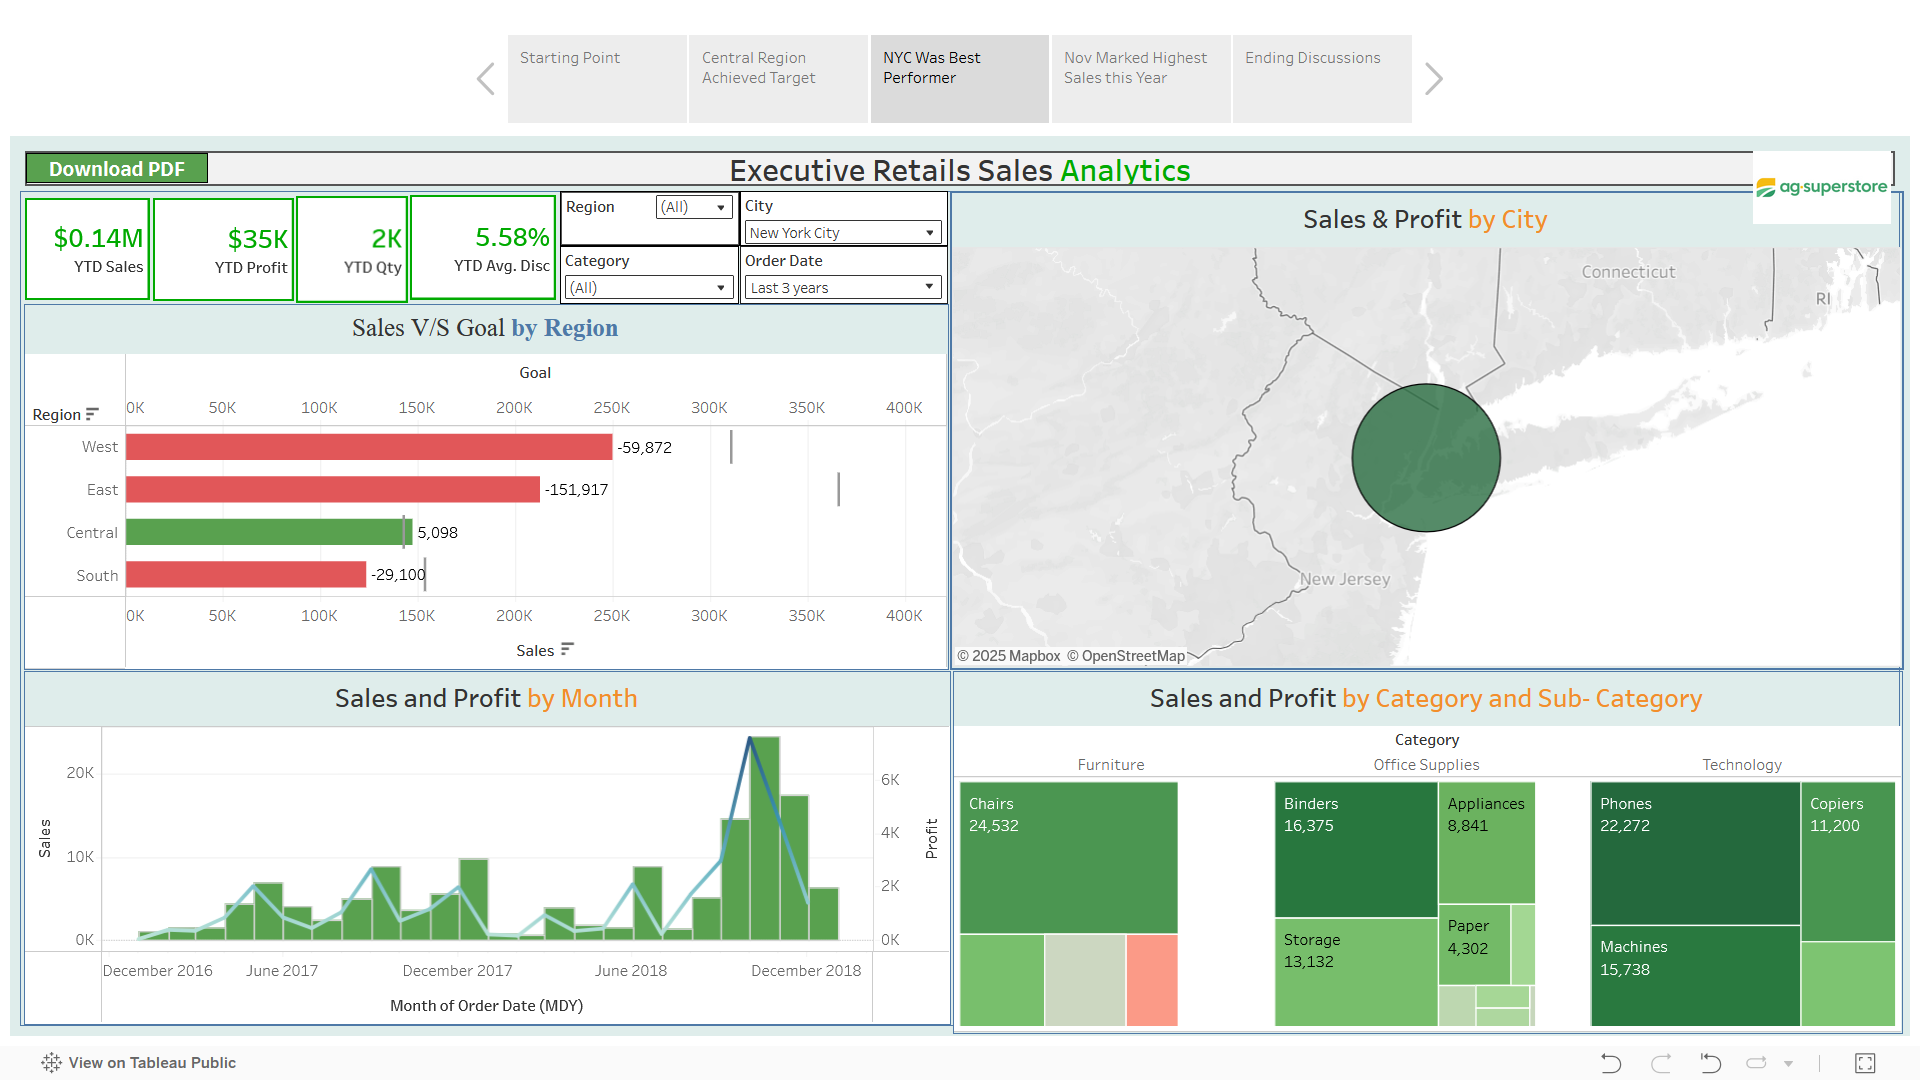 Starting Point
Central Region
Achieved Target
NYC Was Best
Performer
Nov Marked Highest
Sales this Year
Ending Discussions
Download PDF
Executive Retails Sales Analytics
ag-superstore
$0.14M
YTD Sales
$35K
YTD Profit
2K
YTD Qty
5.58%
YTD Avg. Disc
Region
(All)
City
New York City
Category
(All)
Order Date
Last 3 years
Sales V/S Goal by Region
Goal
Region
0K 50K 100K 150K 200K 250K 300K 350K 400K
West -59,872
East -151,917
Central 5,098
South -29,100
0K 50K 100K 150K 200K 250K 300K 350K 400K
Sales
Sales & Profit by City
Connecticut
RI
New Jersey
© 2025 Mapbox © OpenStreetMap
Sales and Profit by Month
Sales
20K
10K
0K
Profit
6K
4K
2K
0K
December 2016 June 2017 December 2017 June 2018 December 2018
Month of Order Date (MDY)
Sales and Profit by Category and Sub- Category
Category
Furniture Office Supplies Technology
Chairs
24,532
Binders
16,375
Appliances
8,841
Storage
13,132
Paper
4,302
Phones
22,272
Copiers
11,200
Machines
15,738
View on Tableau Public